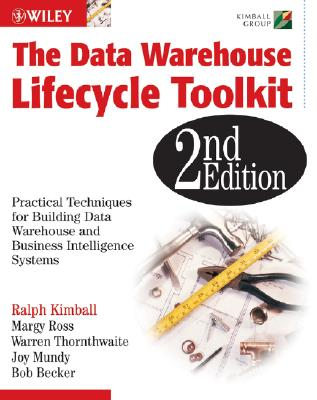 WILEY
KIMBALL
GROUP
The Data Warehouse
Lifecycle Toolkit
2nd
Edition
Practical Techniques
for Building Data
Warehouse and
Business Intelligence
Systems
Ralph Kimball
Margy Ross
Warren Thornthwaite
Joy Mundy
Bob Becker